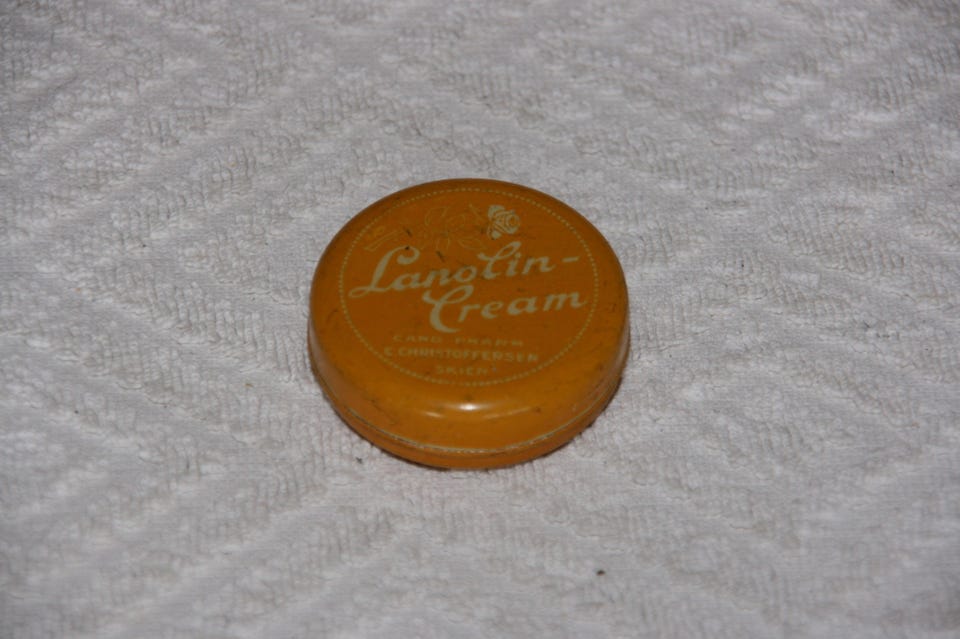 Lanolin-
Cream
CAND. PHARM
C. CHRISTOFFERSEN
SKIEN